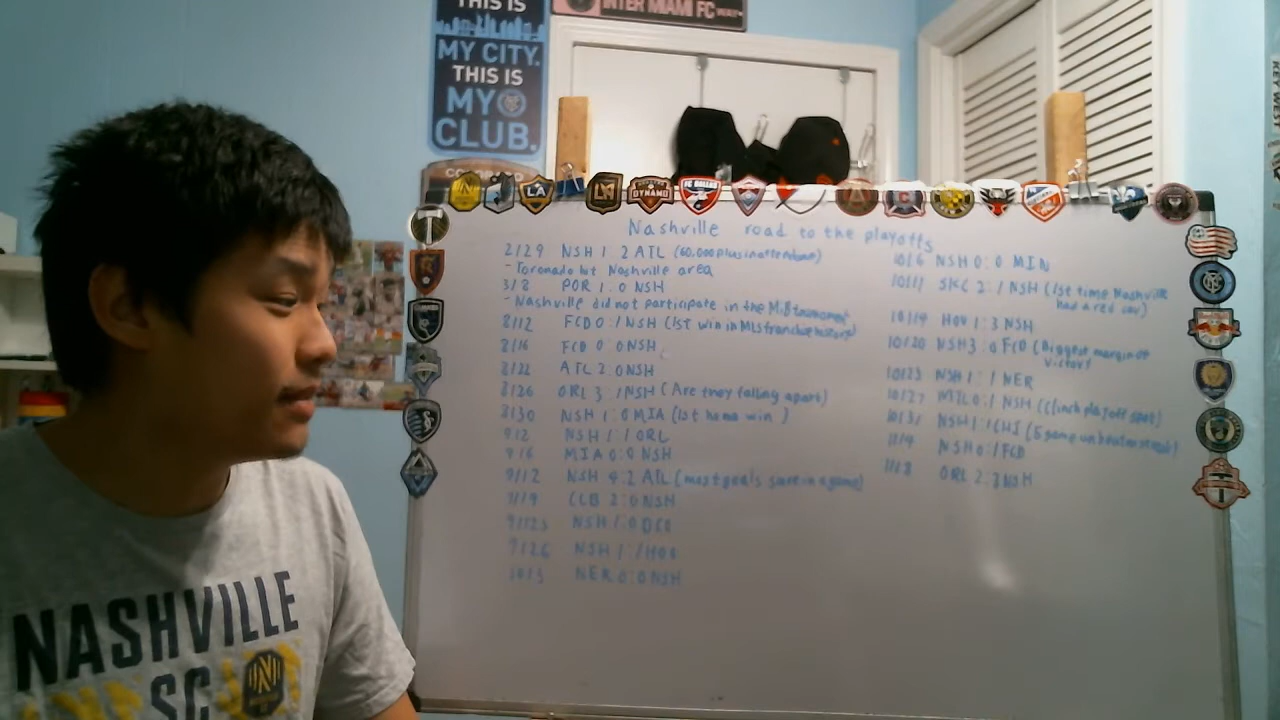 THIS IS
MY CITY.
THIS IS
MY
CLUB.
INTER MIAMI FC
Nashville road to the playoffs
2/29 NSH 1:2 ATL (60,000 plus in attendance)
- Toronado hit Nashville area
3/8 POR 1:0 NSH
- Nashville did not participate in the MLS tournament
8/12 FCD 0:1 NSH (1st win in MLS franchise history)
8/16 FCD 0:0 NSH
8/22 ATL 2:0 NSH
8/26 ORL 3:1 NSH (Are they falling apart)
8/30 NSH 1:0 MIA (1st home win)
9/2 NSH 1:1 ORL
9/6 MIA 0:0 NSH
9/12 NSH 4:2 ATL (most goals score in a game)
9/19 CLB 2:0 NSH
9/23 NSH 1:0 DCU
9/26 NSH 1:1 HOU
10/3 NER 0:0 NSH
10/6 NSH 0:0 MIN
10/11 SKC 2:1 NSH (1st time Nashville
had a red car)
10/14 HOU 1:3 NSH
10/20 NSH 3:0 FCD (Biggest margin of
victory)
10/23 NSH 1:1 NER
10/27 MTL 0:1 NSH (Clinch playoff spot)
10/31 NSH 1:1 CHI (5 game unbeaten streak)
11/4 NSH 0:1 FCD
11/8 ORL 2:3 NSH
LA
DYNAMO
FC DALLAS
NASHVILLE
SC